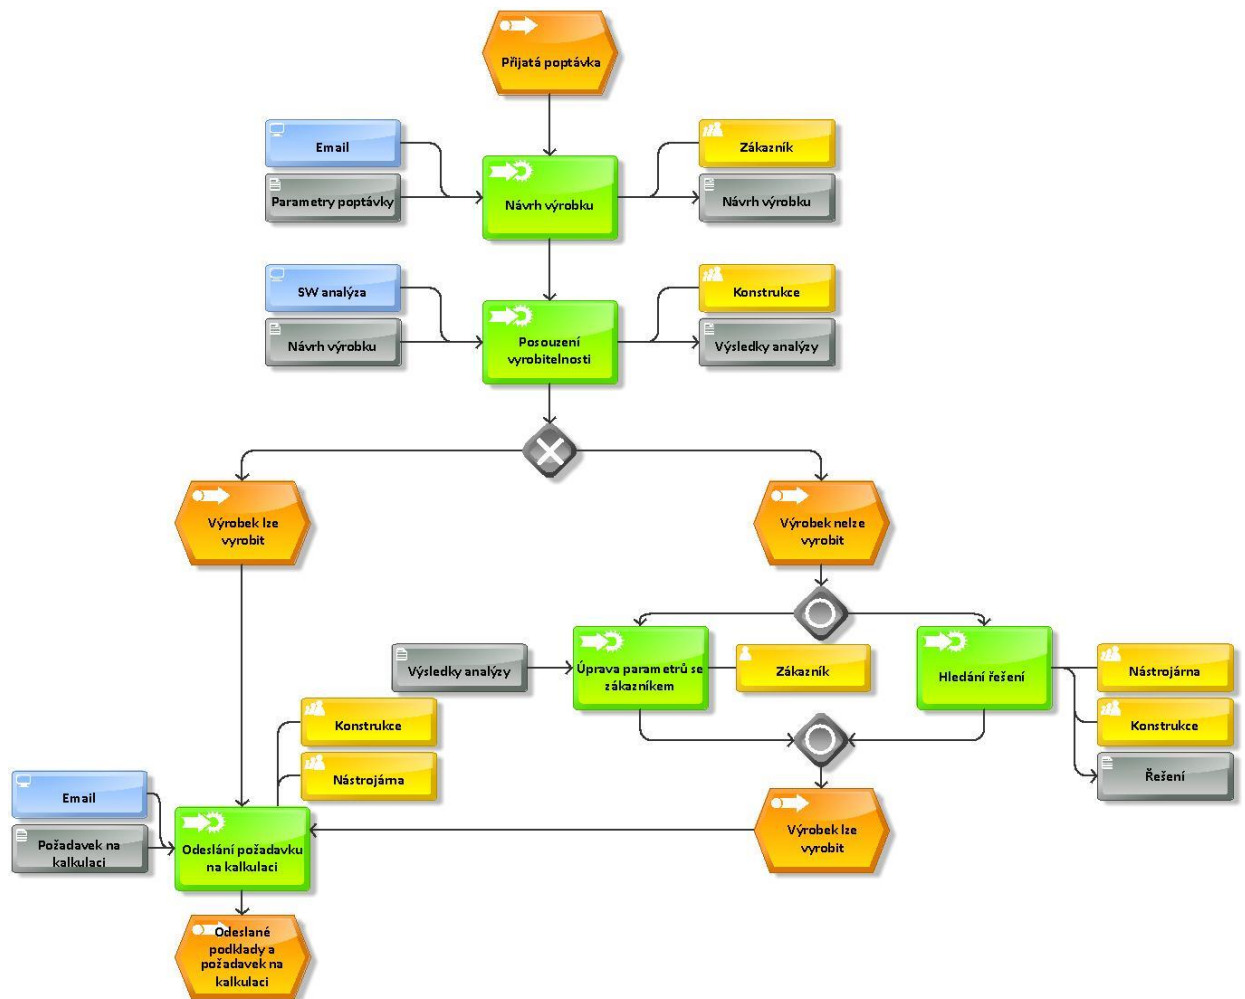 Přijatá poptávka
Email
Zákazník
Parametry poptávky
Návrh výrobku
Návrh výrobku
SW analýza
Konstrukce
Návrh výrobku
Posouzení
vyrobitelnosti
Výsledky analýzy
Výrobek lze
vyrobit
Výrobek nelze
vyrobit
Výsledky analýzy
Úprava parametrů se
zákazníkem
Zákazník
Hledání řešení
Nástrojárna
Konstrukce
Řešení
Konstrukce
Nástrojárna
Email
Požadavek na
kalkulaci
Odeslání požadavku
na kalkulaci
Výrobek lze
vyrobit
Odeslané
podklady a
požadavek na
kalkulaci